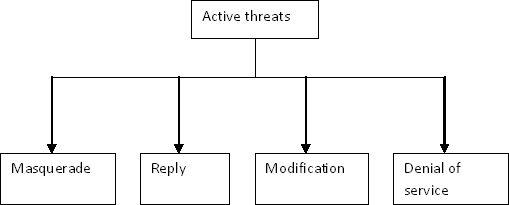 Active threats
Masquerade
Reply
Modification
Denial of
service